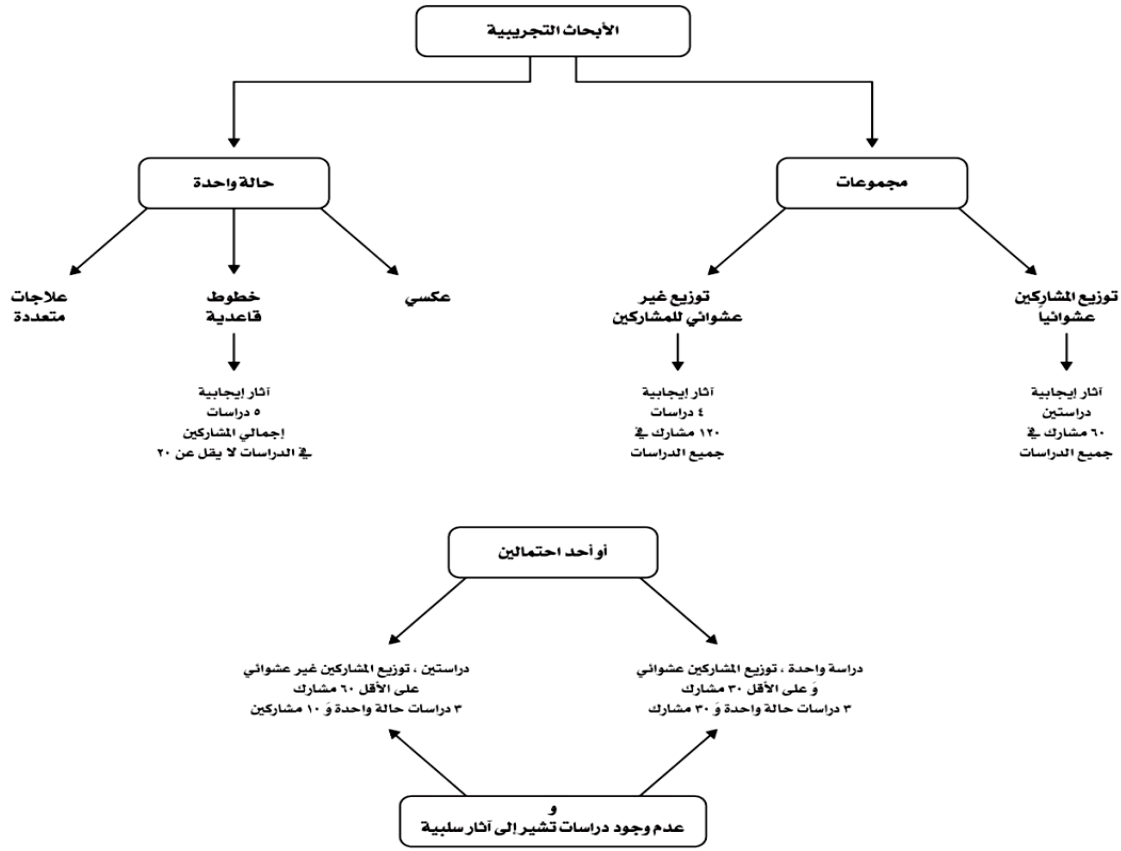 الأبحاث التجريبية
مجموعات
حالة واحدة
توزيع المشاركين
عشوائياً
توزيع غير
عشوائي للمشاركين
عكسي
خطوط
قاعدية
علاجات
متعددة
آثار إيجابية
دراستين
٦٠ مشارك في
جميع الدراسات
آثار إيجابية
٤ دراسات
١٢٠ مشارك في
جميع الدراسات
آثار إيجابية
٥ دراسات
إجمالي المشاركين
في الدراسات لا يقل عن ٢٠
أو أحد احتمالين
دراسة واحدة ، توزيع المشاركين عشوائي
وَ على الأقل ٣٠ مشارك
٣ دراسات حالة واحدة وَ ٣٠ مشارك
دراستين ، توزيع المشاركين غير عشوائي
على الأقل ٦٠ مشارك
٣ دراسات حالة واحدة وَ ١٠ مشاركين
و
عدم وجود دراسات تشير إلى آثار سلبية